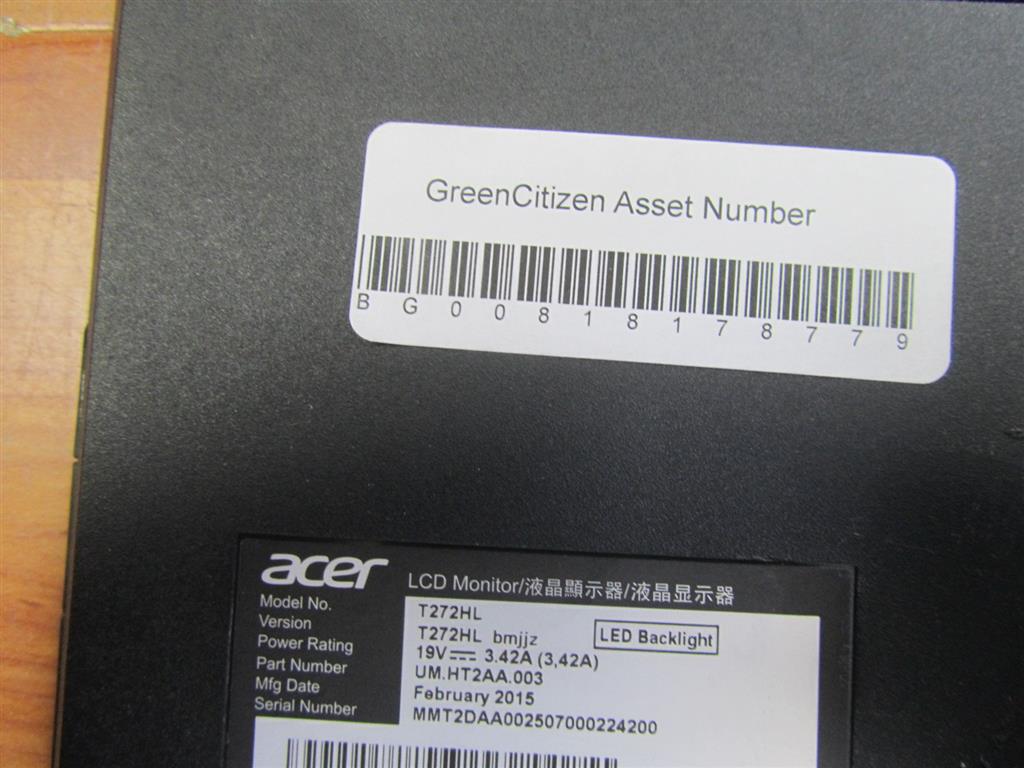 GreenCitizen Asset Number
BG00818178779
acer LCD Monitor/液晶顯示器/液晶显示器
Model No. T272HL
Version T272HL bmjjz LED Backlight
Power Rating 19V⎓ 3.42A (3,42A)
Part Number UM.HT2AA.003
Mfg Date February 2015
Serial Number MMT2DAA002507000224200